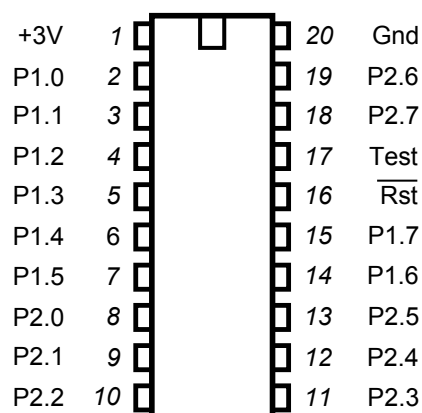 +3V 1 20 Gnd
P1.0 2 19 P2.6
P1.1 3 18 P2.7
P1.2 4 17 Test
P1.3 5 16 R̅s̅t̅
P1.4 6 15 P1.7
P1.5 7 14 P1.6
P2.0 8 13 P2.5
P2.1 9 12 P2.4
P2.2 10 11 P2.3